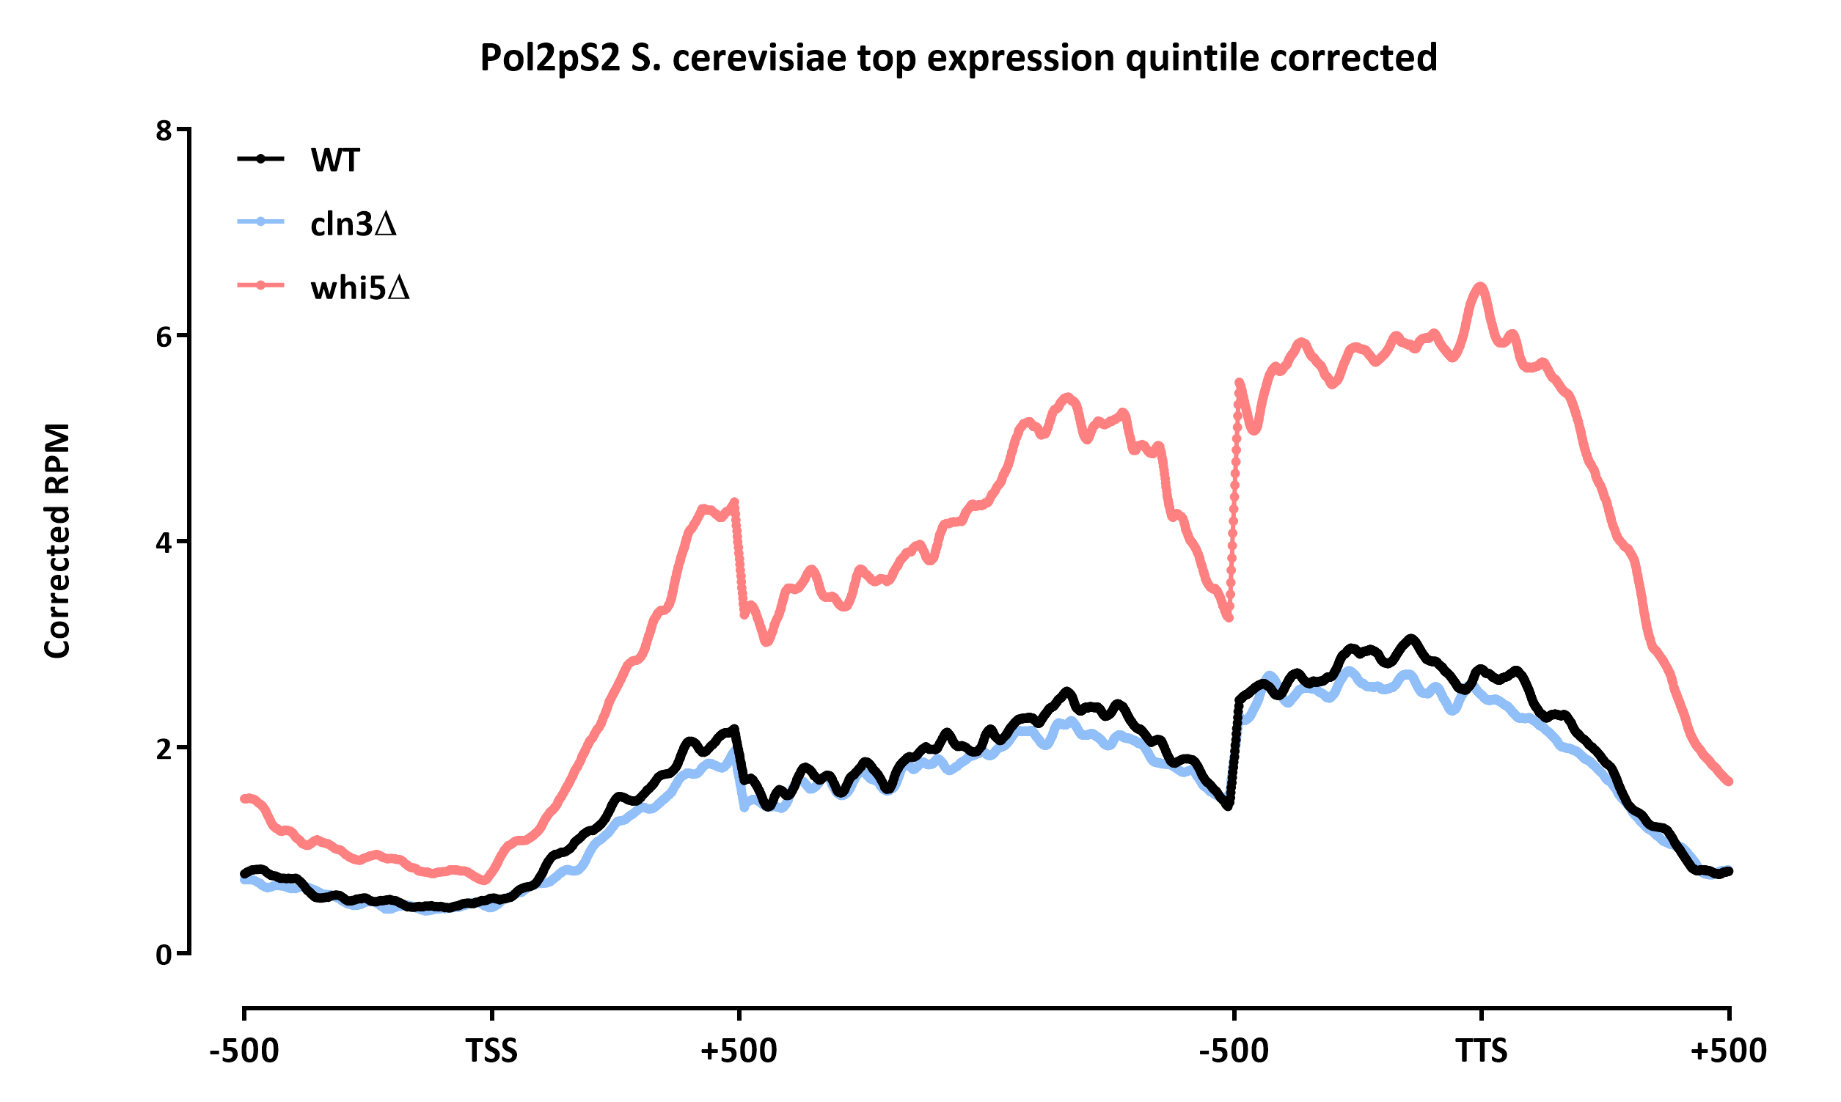 Pol2pS2 S. cerevisiae top expression quintile corrected
8
WT
cln3Δ
whi5Δ
6
Corrected RPM
4
2
0
-500 TSS +500 -500 TTS +500